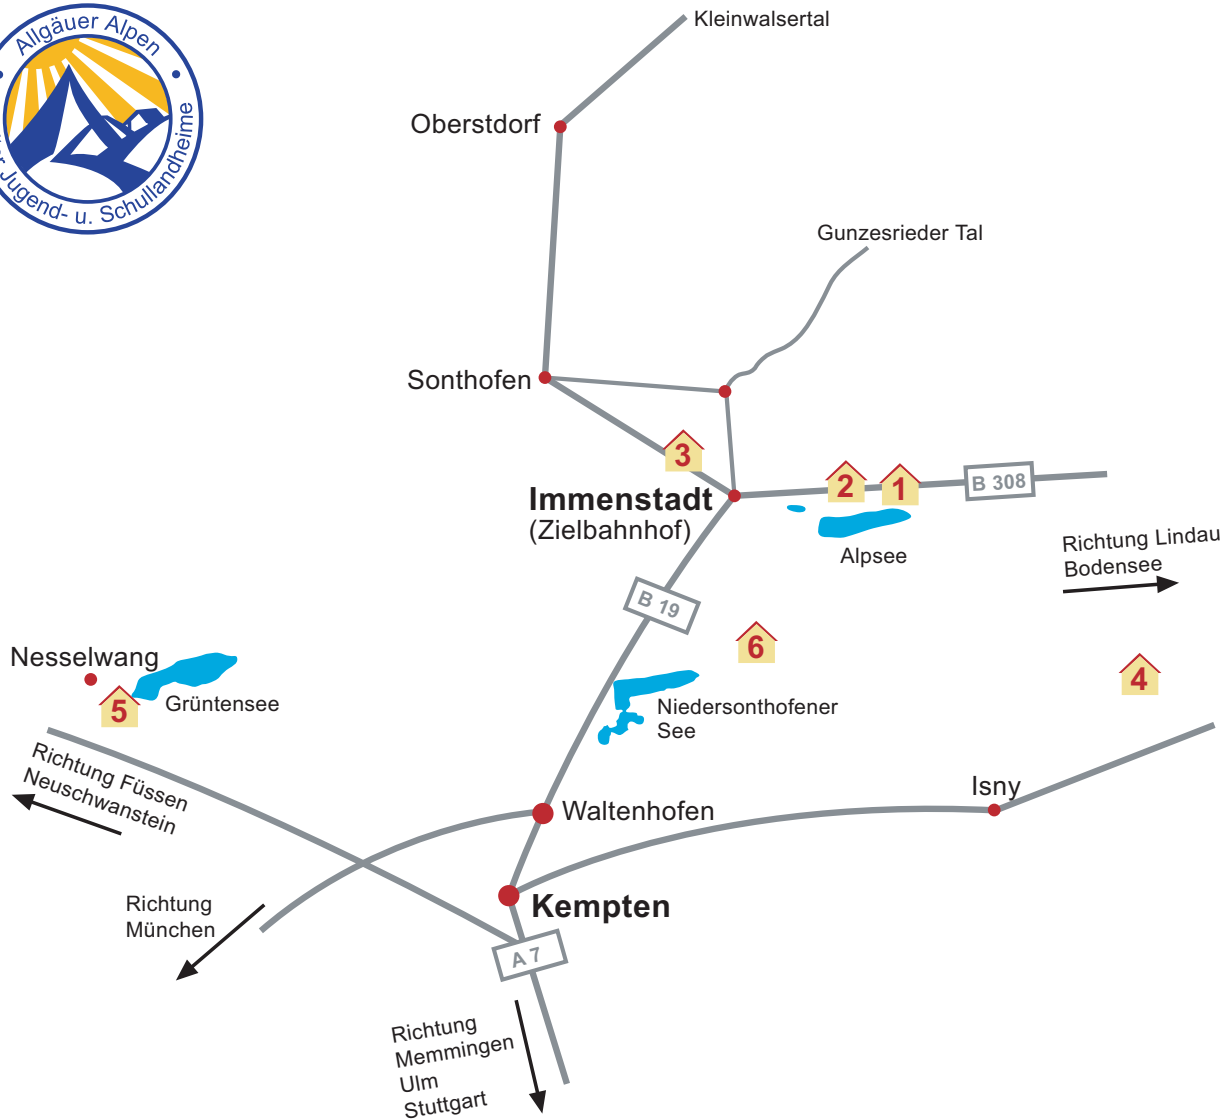 Allgäuer Alpen
Jugend- u. Schullandheime
Kleinwalsertal
Oberstdorf
Gunzesrieder Tal
Sonthofen
3
Immenstadt
(Zielbahnhof)
2
1
B 308
Alpsee
Richtung Lindau
Bodensee
B 19
6
4
Nesselwang
5
Grüntensee
Niedersonthofener
See
Richtung Füssen
Neuschwanstein
Isny
Waltenhofen
Richtung
München
Kempten
A 7
Richtung
Memmingen
Ulm
Stuttgart